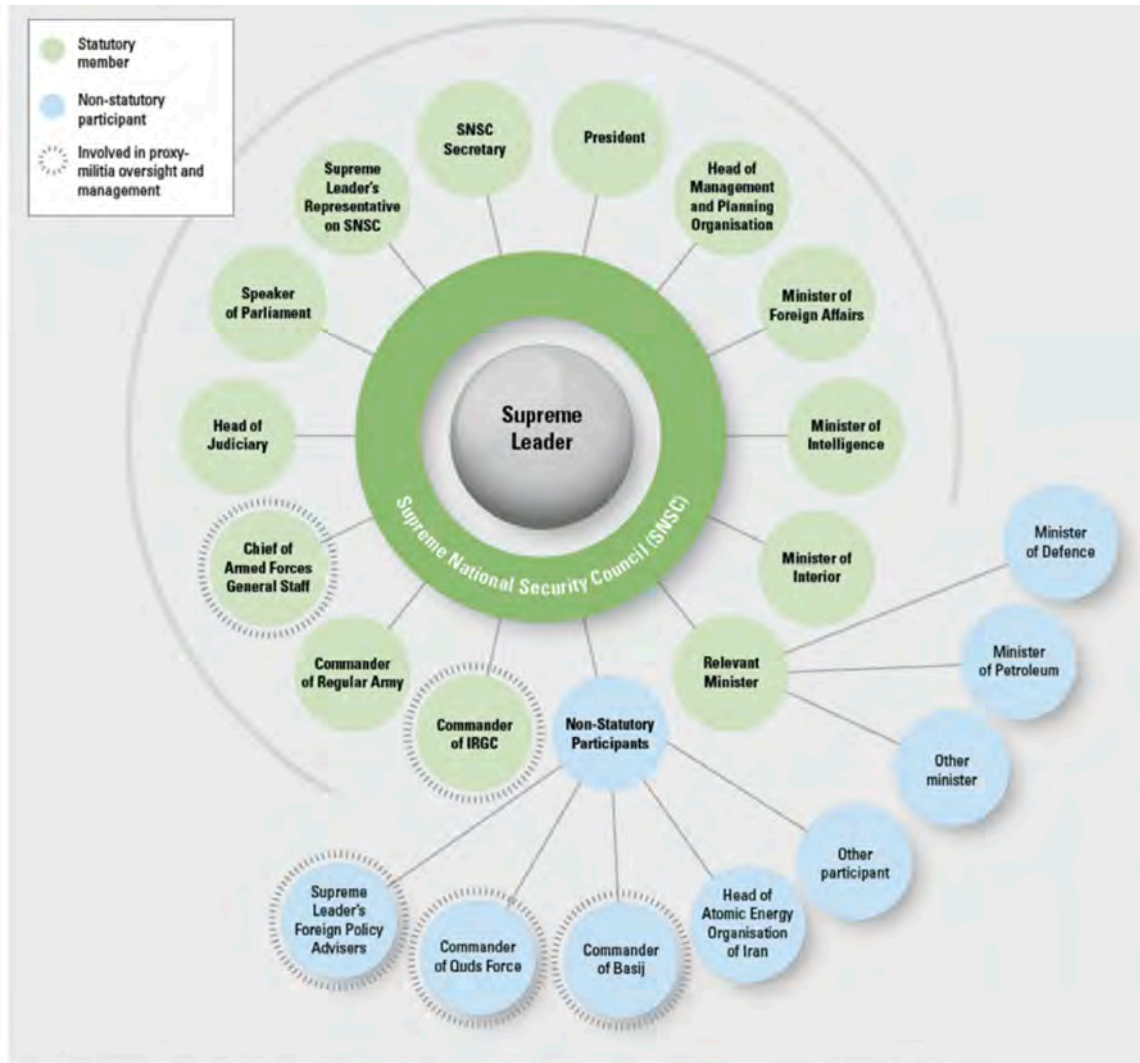 Statutory
member
Non-statutory
participant
Involved in proxy-
militia oversight and
management
SNSC
Secretary
President
Supreme
Leader's
Representative
on SNSC
Head of
Management
and Planning
Organisation
Speaker
of Parliament
Minister of
Foreign Affairs
Head of
Judiciary
Supreme
Leader
Minister of
Intelligence
Supreme National Security Council (SNSC)
Chief of
Armed Forces
General Staff
Minister of
Interior
Minister
of Defence
Commander
of Regular Army
Relevant
Minister
Minister
of Petroleum
Commander
of IRGC
Non-Statutory
Participants
Other
minister
Other
participant
Supreme
Leader's
Foreign Policy
Advisers
Commander
of Quds Force
Commander
of Basij
Head of
Atomic Energy
Organisation
of Iran